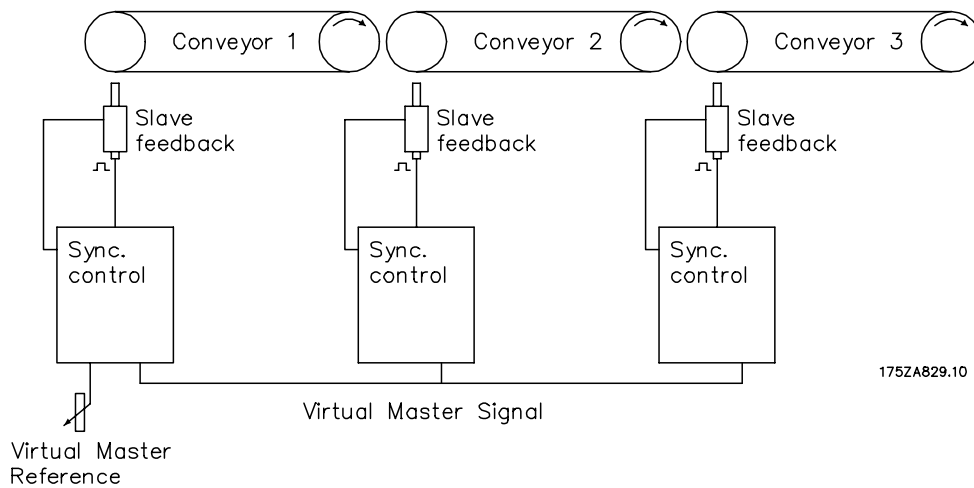 Conveyor 1
Conveyor 2
Conveyor 3
Slave
feedback
Slave
feedback
Slave
feedback
Sync.
control
Sync.
control
Sync.
control
175ZA829.10
Virtual Master Signal
Virtual Master
Reference